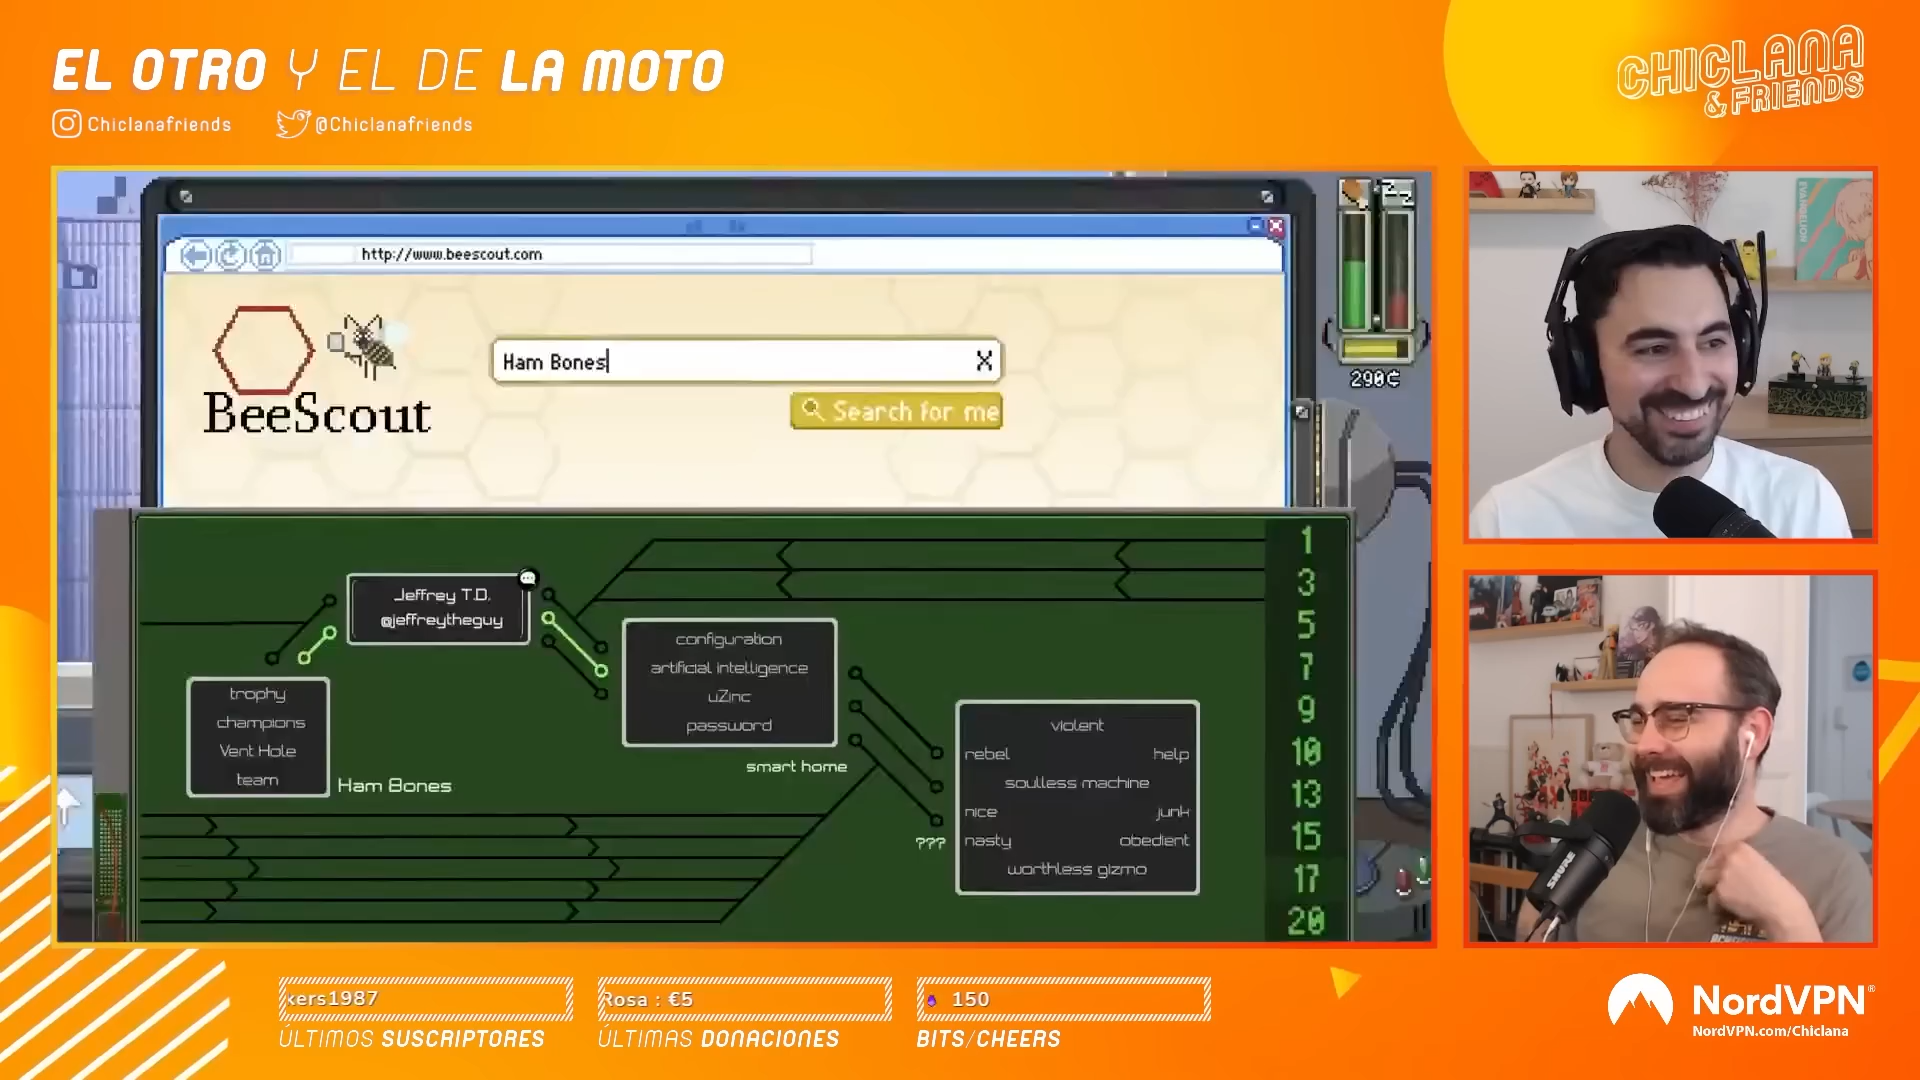 EL OTRO Y EL DE LA MOTO
Chiclanafriends
@Chiclanafriends
CHICLANA
& FRIENDS
http://www.beescout.com
BeeScout
Ham Bones
X
Search for me
290¢
EVANGELION
Jeffrey T.D.
@jeffreytheguy
trophy
champions
Vent Hole
team
Ham Bones
configuration
artificial intelligence
uZinc
password
smart home
???
violent
rebel help
soulless machine
nice junk
nasty obedient
worthless gizmo
1
3
5
7
9
10
13
15
17
20
SHURE
kers1987
ÚLTIMOS SUSCRIPTORES
Rosa : €5
ÚLTIMAS DONACIONES
150
BITS/CHEERS
NordVPN®
NordVPN.com/Chiclana